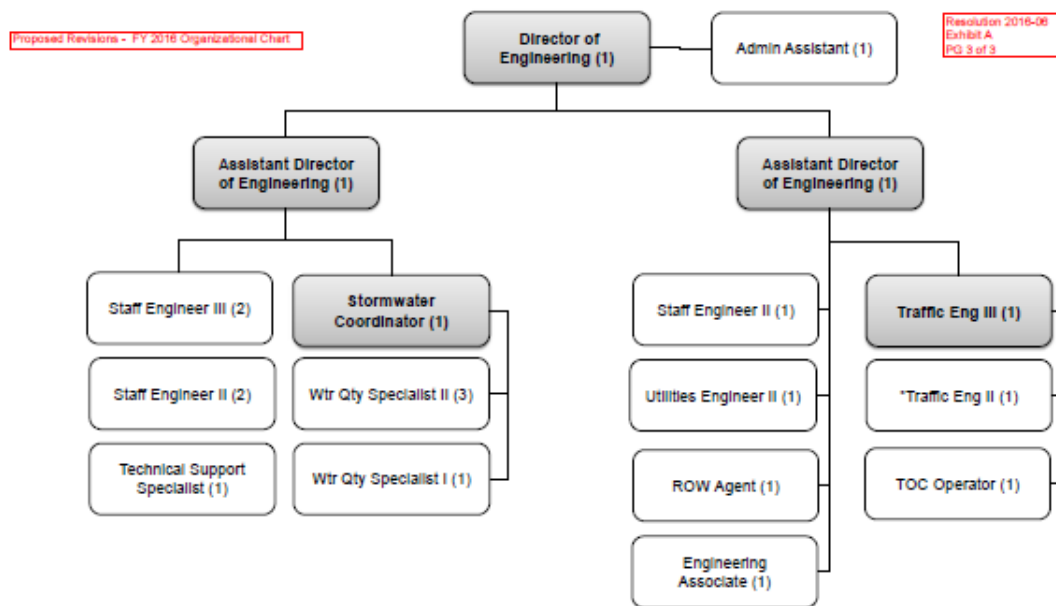 Proposed Revisions - FY 2016 Organizational Chart
Resolution 2016-06
Exhibit A
PG 3 of 3
Director of
Engineering (1)
Admin Assistant (1)
Assistant Director
of Engineering (1)
Assistant Director
of Engineering (1)
Staff Engineer III (2)
Stormwater
Coordinator (1)
Staff Engineer II (1)
Traffic Eng III (1)
Staff Engineer II (2)
Wtr Qty Specialist II (3)
Utilities Engineer II (1)
*Traffic Eng II (1)
Technical Support
Specialist (1)
Wtr Qty Specialist I (1)
ROW Agent (1)
TOC Operator (1)
Engineering
Associate (1)